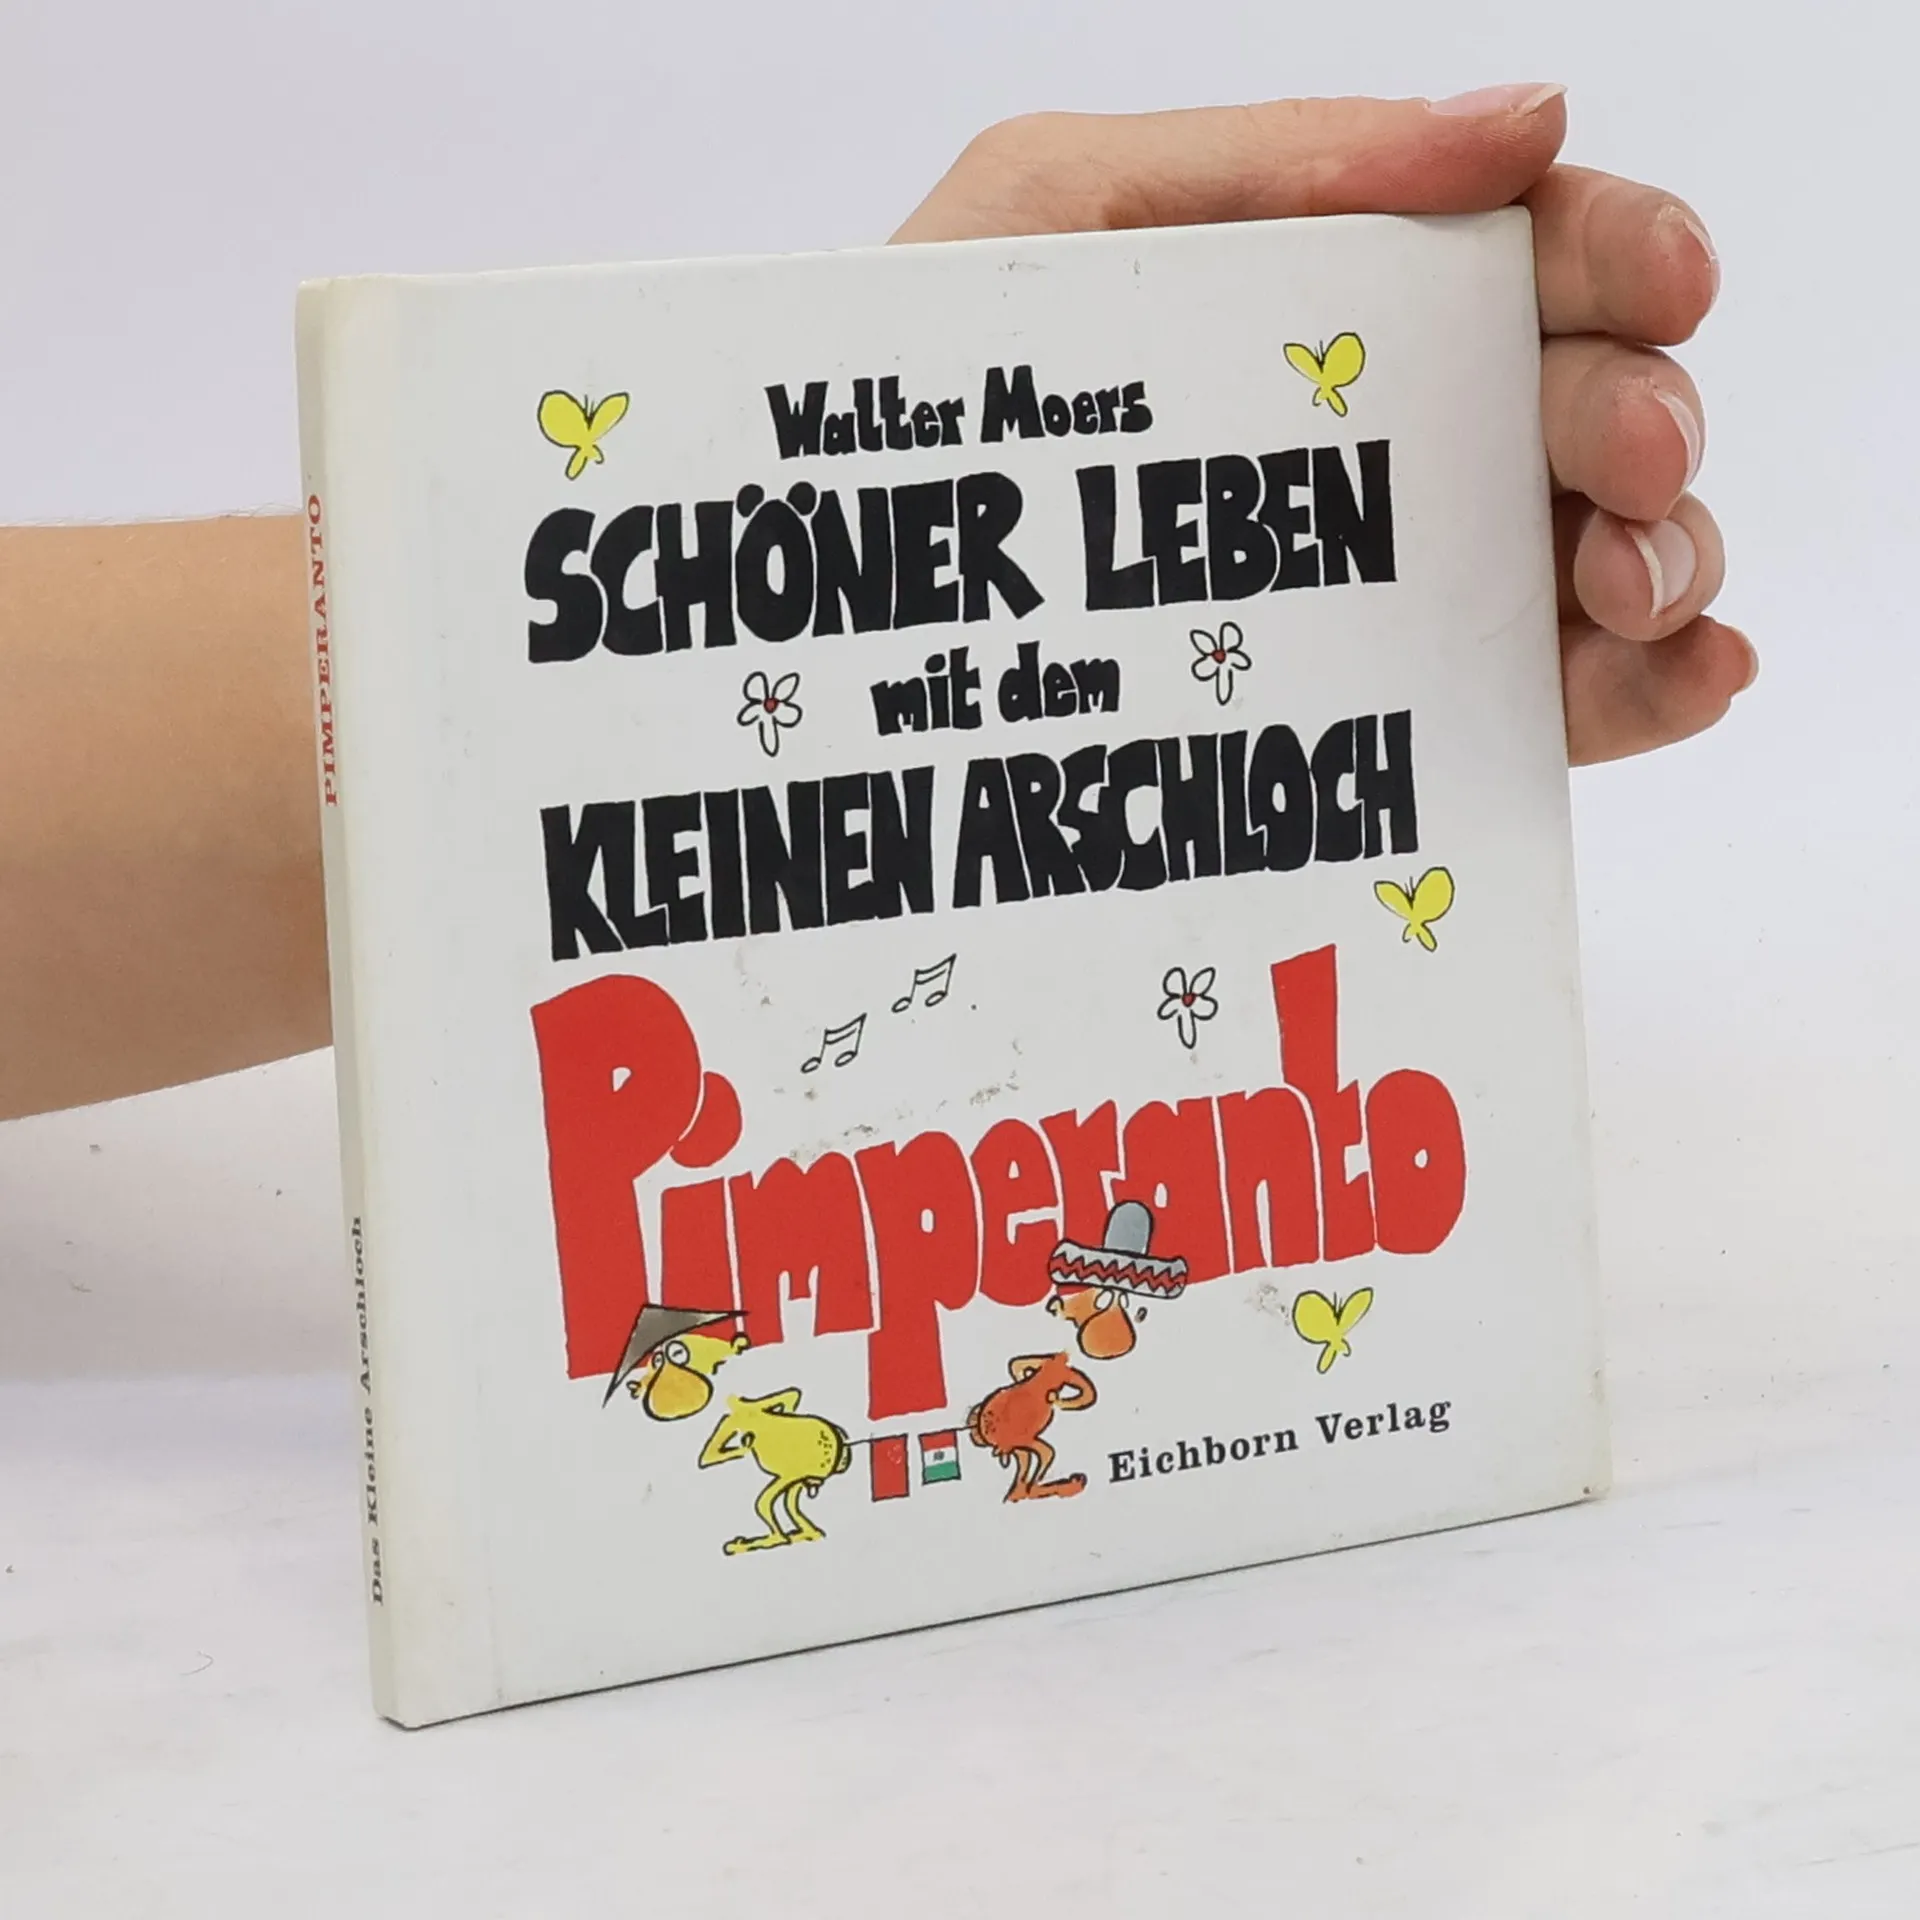 Walter Moers
SCHÖNER LEBEN
mit dem
KLEINEN ARSCHLOCH
Pimperanto
Eichborn Verlag
PIMPERANTO
Das Kleine Arschloch